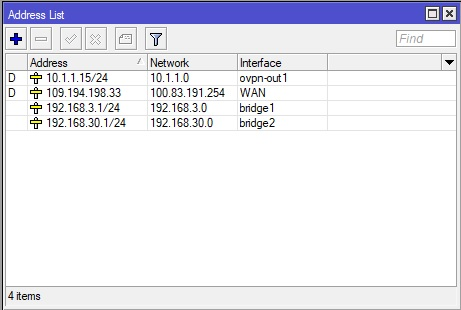 Address List
Find
Address Network Interface
D 10.1.1.15/24 10.1.1.0 ovpn-out1
D 109.194.198.33 100.83.191.254 WAN
192.168.3.1/24 192.168.3.0 bridge1
192.168.30.1/24 192.168.30.0 bridge2
4 items